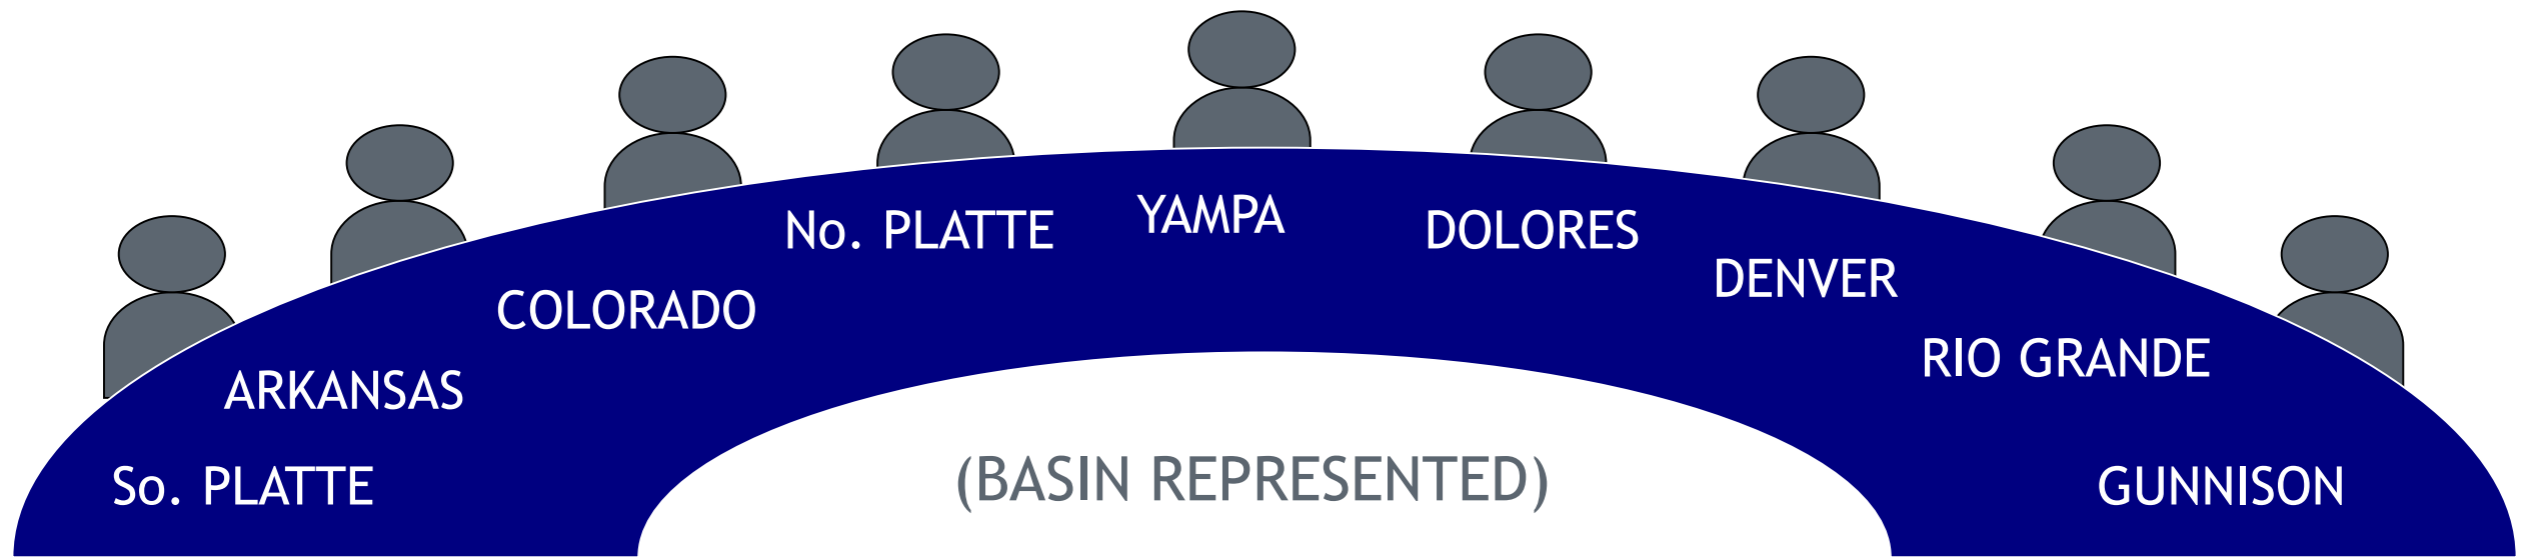 So. PLATTE
ARKANSAS
COLORADO
No. PLATTE
YAMPA
DOLORES
DENVER
RIO GRANDE
GUNNISON
(BASIN REPRESENTED)